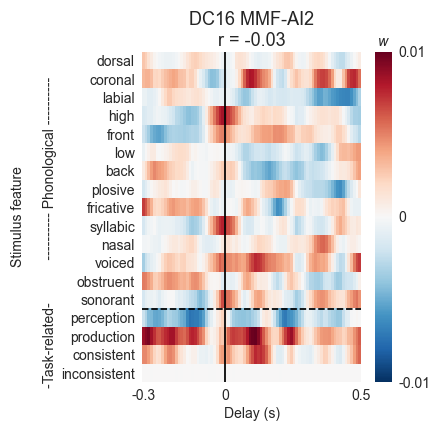 DC16 MMF-AI2
r = -0.03
w
dorsal
coronal
labial
high
front
low
back
plosive
fricative
syllabic
nasal
voiced
obstruent
sonorant
perception
production
consistent
inconsistent
Stimulus feature
-Task-related- ---------- Phonological ----------
0.01
0
-0.01
-0.3
0
0.5
Delay (s)